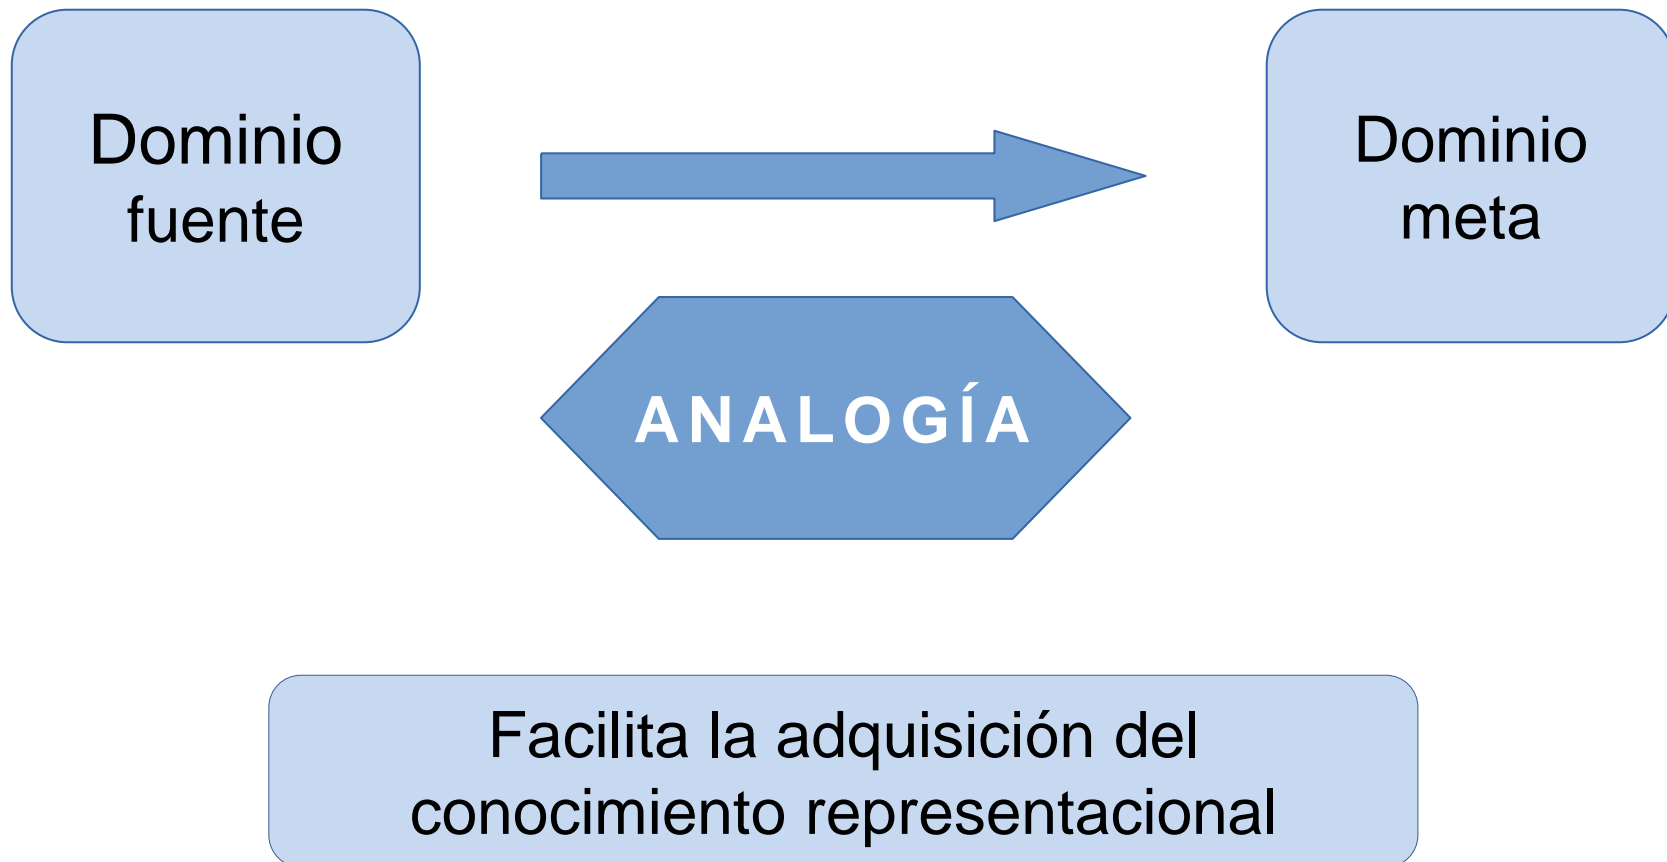 Dominio
fuente
Dominio
meta
ANALOGÍA
Facilita la adquisición del
conocimiento representacional